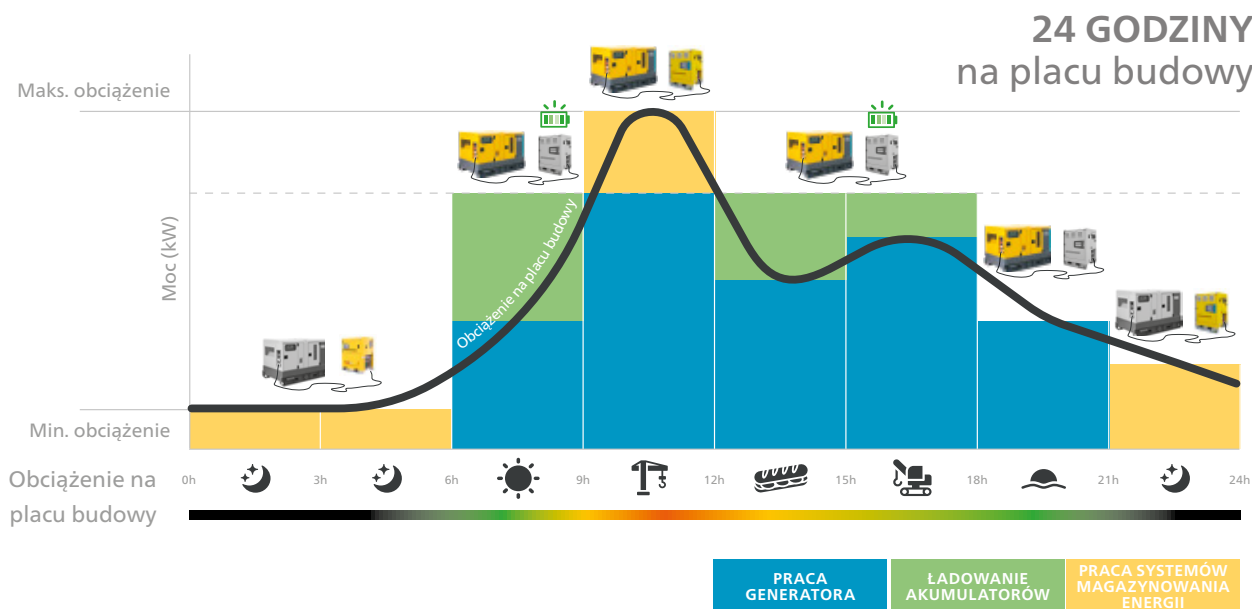 24 GODZINY
na placu budowy
Maks. obciążenie
Moc (kW)
Obciążenie na placu budowy
Min. obciążenie
Obciążenie na
placu budowy
0h 3h 6h 9h 12h 15h 18h 21h 24h
PRACA
GENERATORA
ŁADOWANIE
AKUMULATORÓW
PRACA SYSTEMÓW
MAGAZYNOWANIA
ENERGII